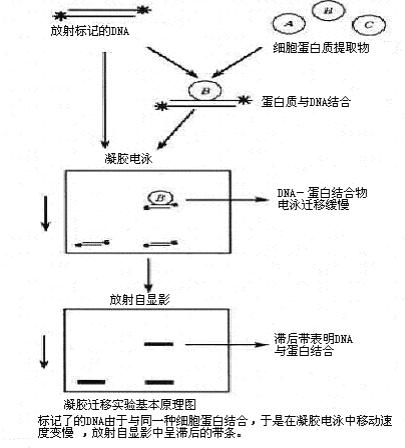 A B C
放射标记的DNA
细胞蛋白质提取物
B
蛋白质与DNA结合
凝胶电泳
B
DNA－蛋白结合物
电泳迁移缓慢
放射自显影
滞后带表明DNA
与蛋白结合
凝胶迁移实验基本原理图
标记了的DNA由于与同一种细胞蛋白结合，于是在凝胶电泳中移动速
度变慢，放射自显影中呈滞后的带条。